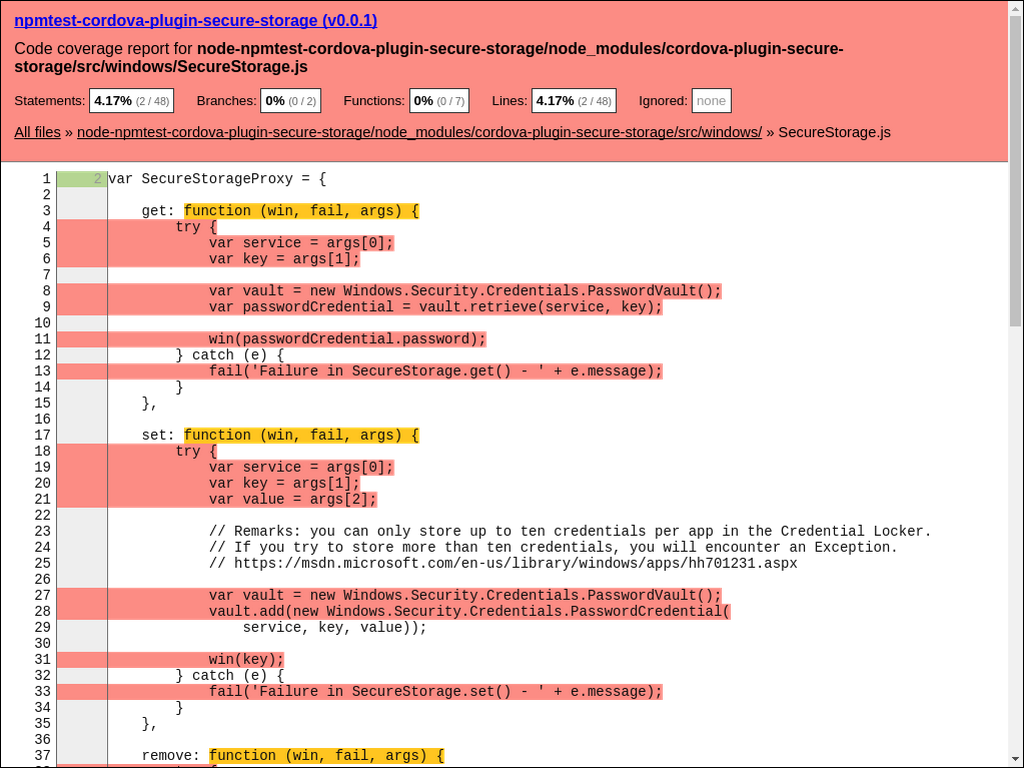 npmtest-cordova-plugin-secure-storage (v0.0.1)
Code coverage report for node-npmtest-cordova-plugin-secure-storage/node_modules/cordova-plugin-secure-
storage/src/windows/SecureStorage.js
Statements: 4.17% (2 / 48) Branches: 0% (0 / 2) Functions: 0% (0 / 7) Lines: 4.17% (2 / 48) Ignored: none
All files » node-npmtest-cordova-plugin-secure-storage/node_modules/cordova-plugin-secure-storage/src/windows/ » SecureStorage.js
1 2 var SecureStorageProxy = {
2
3 get: function (win, fail, args) {
4 try {
5 var service = args[0];
6 var key = args[1];
7
8 var vault = new Windows.Security.Credentials.PasswordVault();
9 var passwordCredential = vault.retrieve(service, key);
10
11 win(passwordCredential.password);
12 } catch (e) {
13 fail('Failure in SecureStorage.get() - ' + e.message);
14 }
15 },
16
17 set: function (win, fail, args) {
18 try {
19 var service = args[0];
20 var key = args[1];
21 var value = args[2];
22
23 // Remarks: you can only store up to ten credentials per app in the Credential Locker.
24 // If you try to store more than ten credentials, you will encounter an Exception.
25 // https://msdn.microsoft.com/en-us/library/windows/apps/hh701231.aspx
26
27 var vault = new Windows.Security.Credentials.PasswordVault();
28 vault.add(new Windows.Security.Credentials.PasswordCredential(
29 service, key, value));
30
31 win(key);
32 } catch (e) {
33 fail('Failure in SecureStorage.set() - ' + e.message);
34 }
35 },
36
37 remove: function (win, fail, args) {